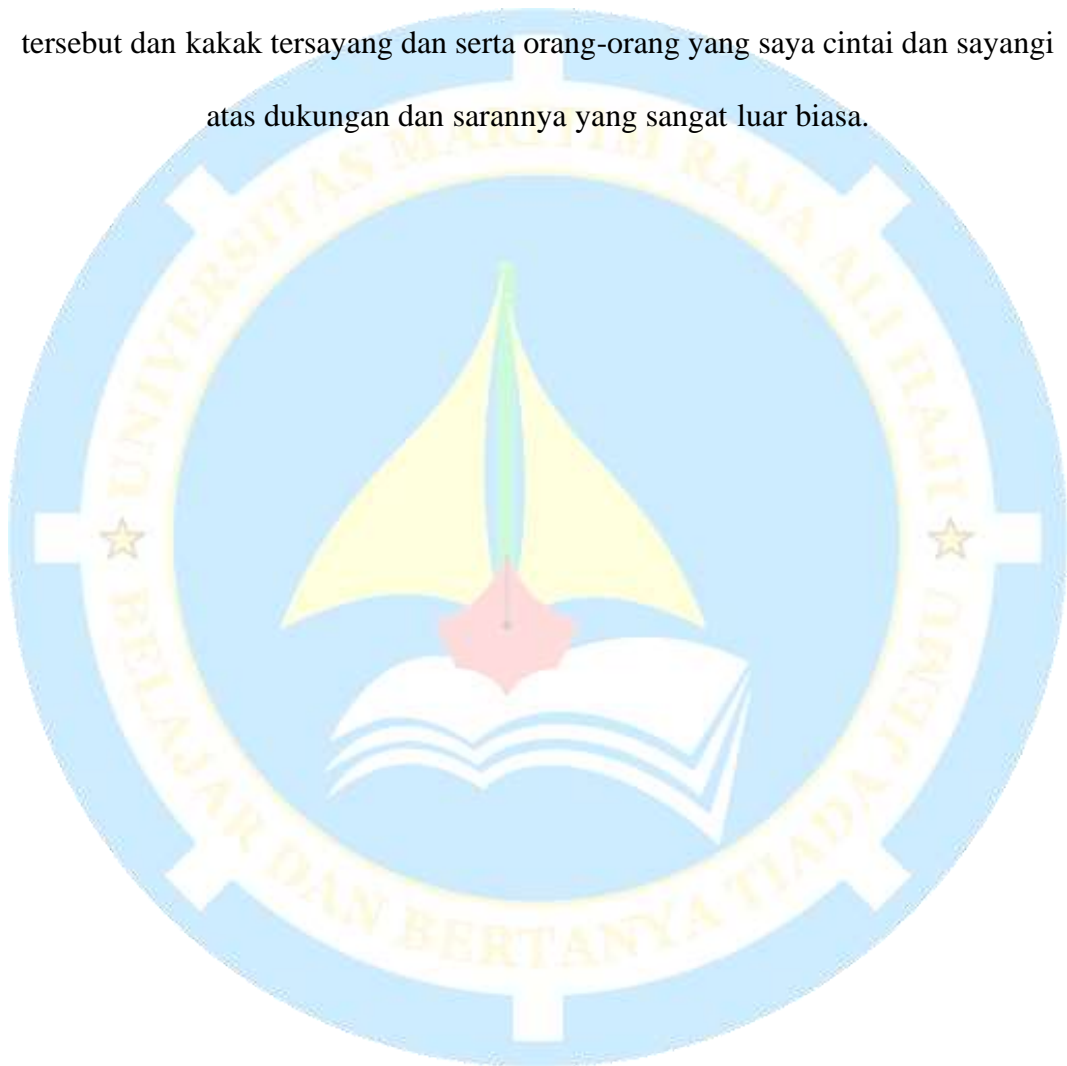 tersebut dan kakak tersayang dan serta orang-orang yang saya cintai dan sayangi
atas dukungan dan sarannya yang sangat luar biasa.
UNIVERSITAS MARITIM RAJA ALI HAJI
BELAJAR DAN BERTANYA TIADA JEMU